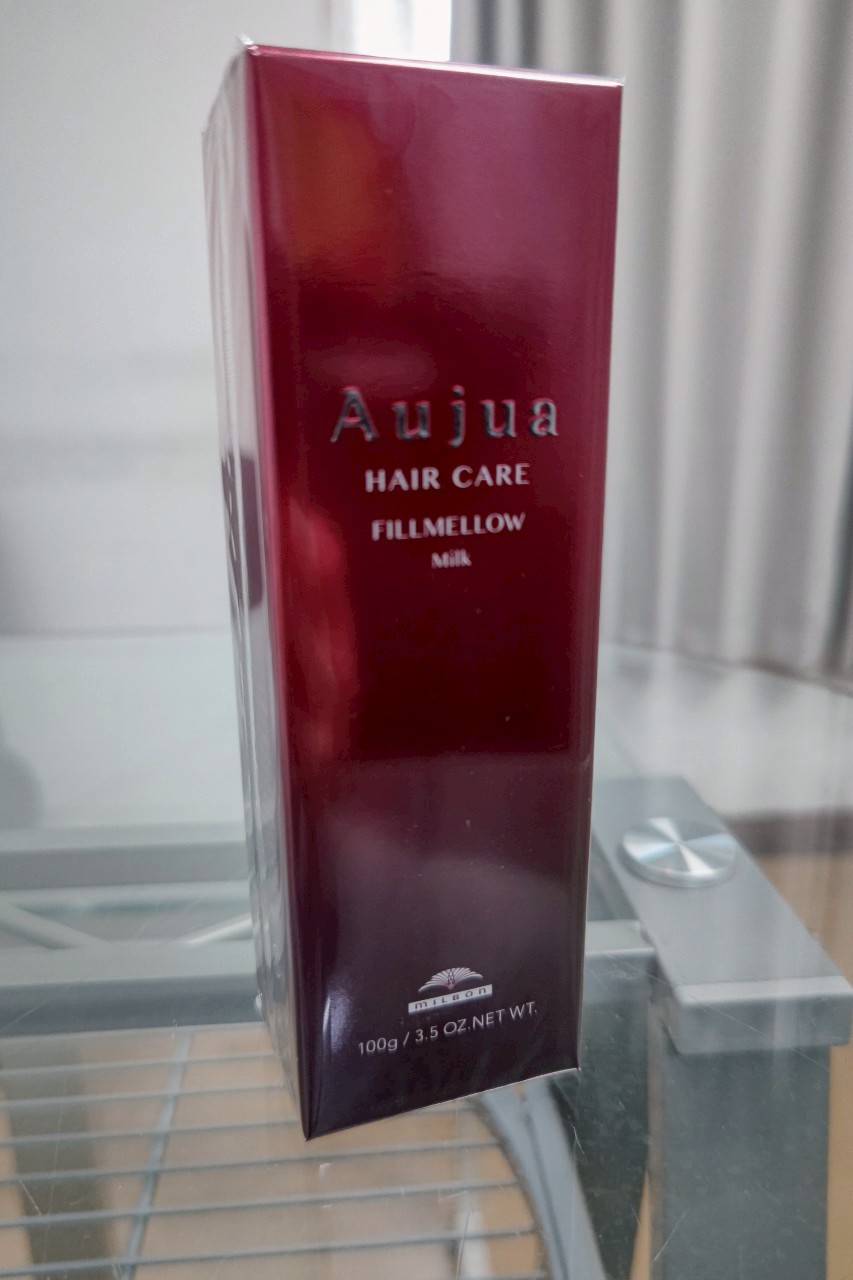 Aujua
HAIR CARE
FILLMELLOW
Milk
MILBON
100g / 3.5 OZ.NET WT.